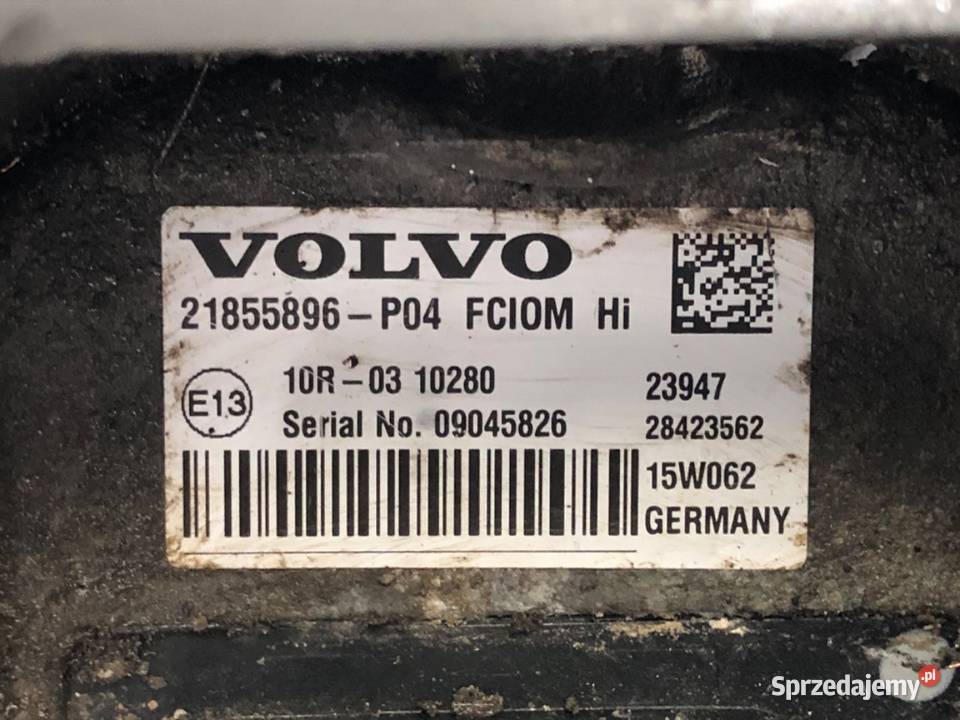 VOLVO
21855896-P04 FCIOM Hi
10R-03 10280
23947
E13
Serial No. 09045826
28423562
15W062
GERMANY
Sprzedajemy.pl